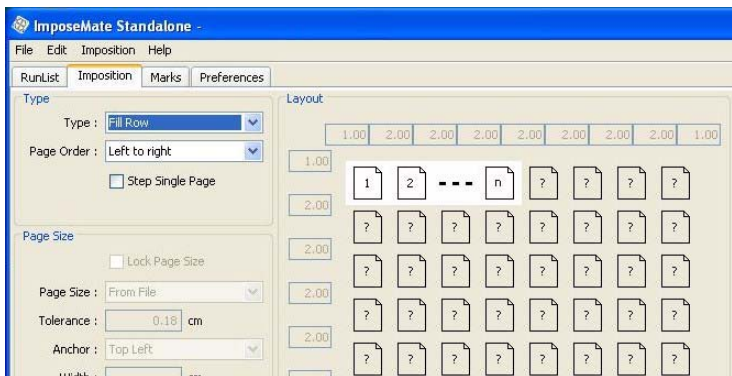 ImposeMate Standalone -
File Edit Imposition Help
RunList Imposition Marks Preferences
Type
Type : Fill Row
Page Order : Left to right
Step Single Page
Page Size
Lock Page Size
Page Size : From File
Tolerance : 0.18 cm
Anchor : Top Left
Layout
1.00 2.00 2.00 2.00 2.00 2.00 2.00 2.00 1.00
1.00
1 2 --- n ? ? ? ?
2.00
? ? ? ? ? ? ? ?
2.00
? ? ? ? ? ? ? ?
2.00
? ? ? ? ? ? ? ?
2.00
? ? ? ? ? ? ? ?